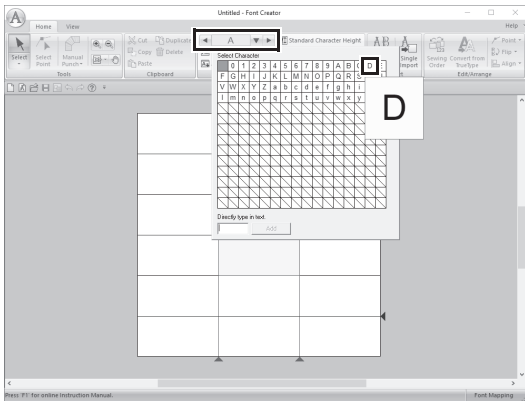 Untitled - Font Creator
Home View Help
Select
Select Point
Manual Punch
Tools
Cut Duplicate
Copy Delete
Paste
Clipboard
A
Standard Character Height
AB
Single Import
Sewing Order
Convert from TrueType
Point
Flip
Align
Edit/Arrange
Select Character
0 1 2 3 4 5 6 7 8 9 A B C D
F G H I J K L M N O P Q R S
V W X Y Z a b c d e f g h i
l m n o p q r s t u v w x y
D
Directly type in text.
Add
Press 'F1' for online Instruction Manual.
Font Mapping